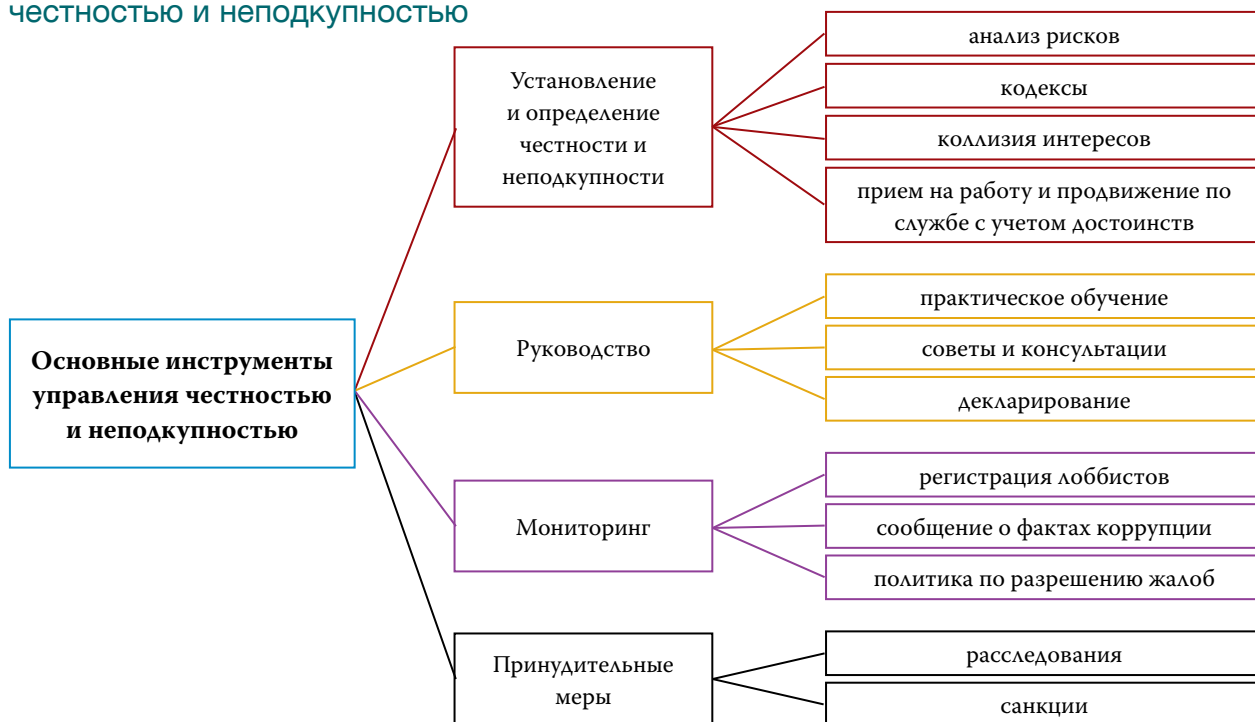 честностью и неподкупностью
Основные инструменты
управления честностью
и неподкупностью
Установление
и определение
честности и
неподкупности
анализ рисков
кодексы
коллизия интересов
прием на работу и продвижение по
службе с учетом достоинств
Руководство
практическое обучение
советы и консультации
декларирование
Мониторинг
регистрация лоббистов
сообщение о фактах коррупции
политика по разрешению жалоб
Принудительные
меры
расследования
санкции